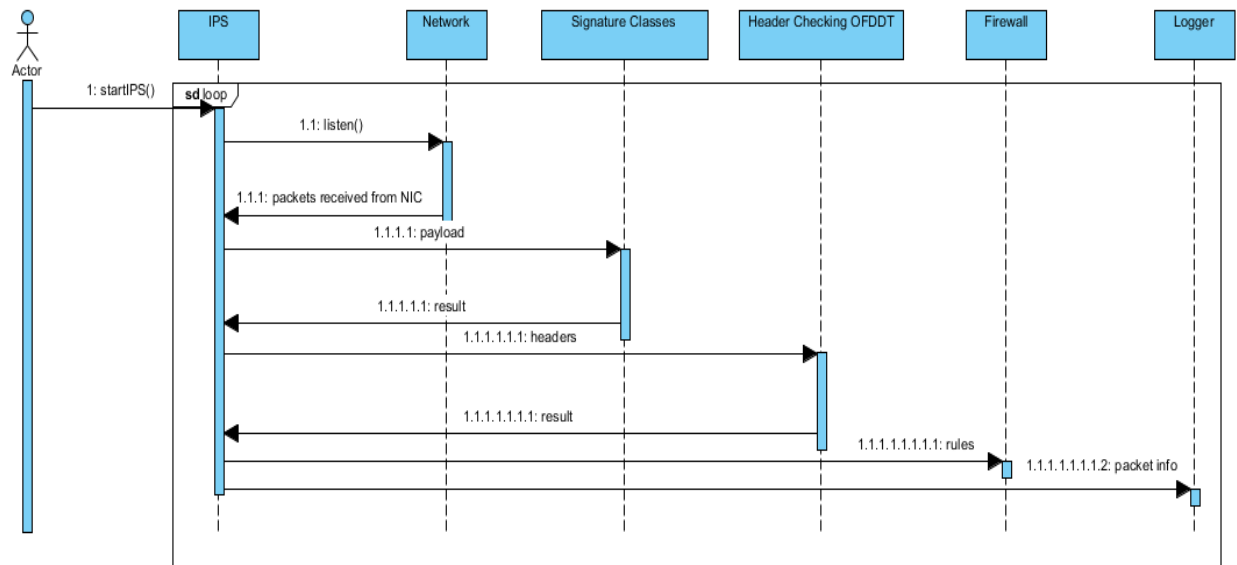 IPS
Network
Signature Classes
Header Checking OFDDT
Firewall
Logger
Actor
1: startIPS()
sd loop
1.1: listen()
1.1.1: packets received from NIC
1.1.1.1: payload
1.1.1.1.1: result
1.1.1.1.1.1: headers
1.1.1.1.1.1.1: result
1.1.1.1.1.1.1.1: rules
1.1.1.1.1.1.1.2: packet info